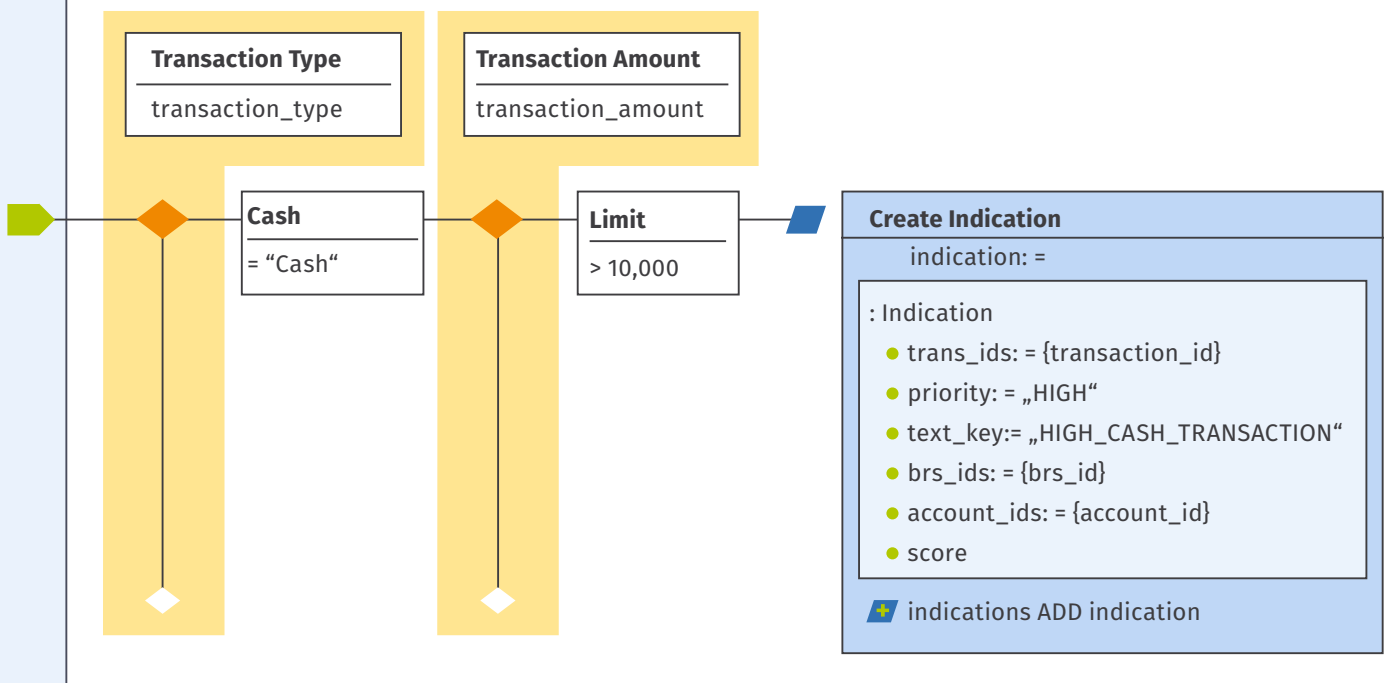 Transaction Type
transaction_type
Transaction Amount
transaction_amount
Cash
= “Cash“
Limit
> 10,000
Create Indication
indication: =
: Indication
trans_ids: = {transaction_id}
priority: = „HIGH“
text_key:= „HIGH_CASH_TRANSACTION“
brs_ids: = {brs_id}
account_ids: = {account_id}
score
+ indications ADD indication